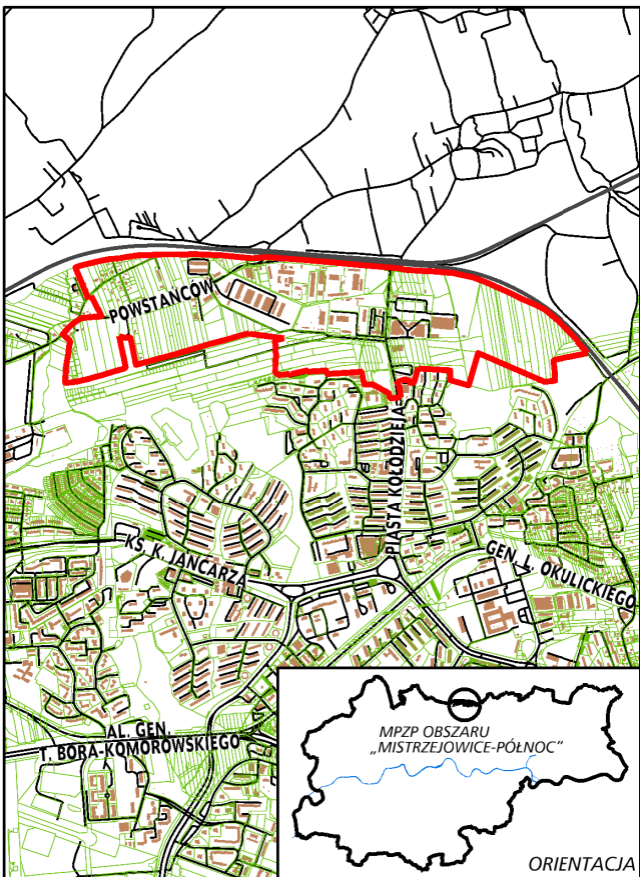 POWSTAŃCÓW
PIASTA KOŁODZIEJA
KS. K. JANCARZA
GEN. L. OKULICKIEGO
AL. GEN.
T. BORA-KOMOROWSKIEGO
MPZP OBSZARU
„MISTRZEJOWICE-PÓŁNOC”
ORIENTACJA